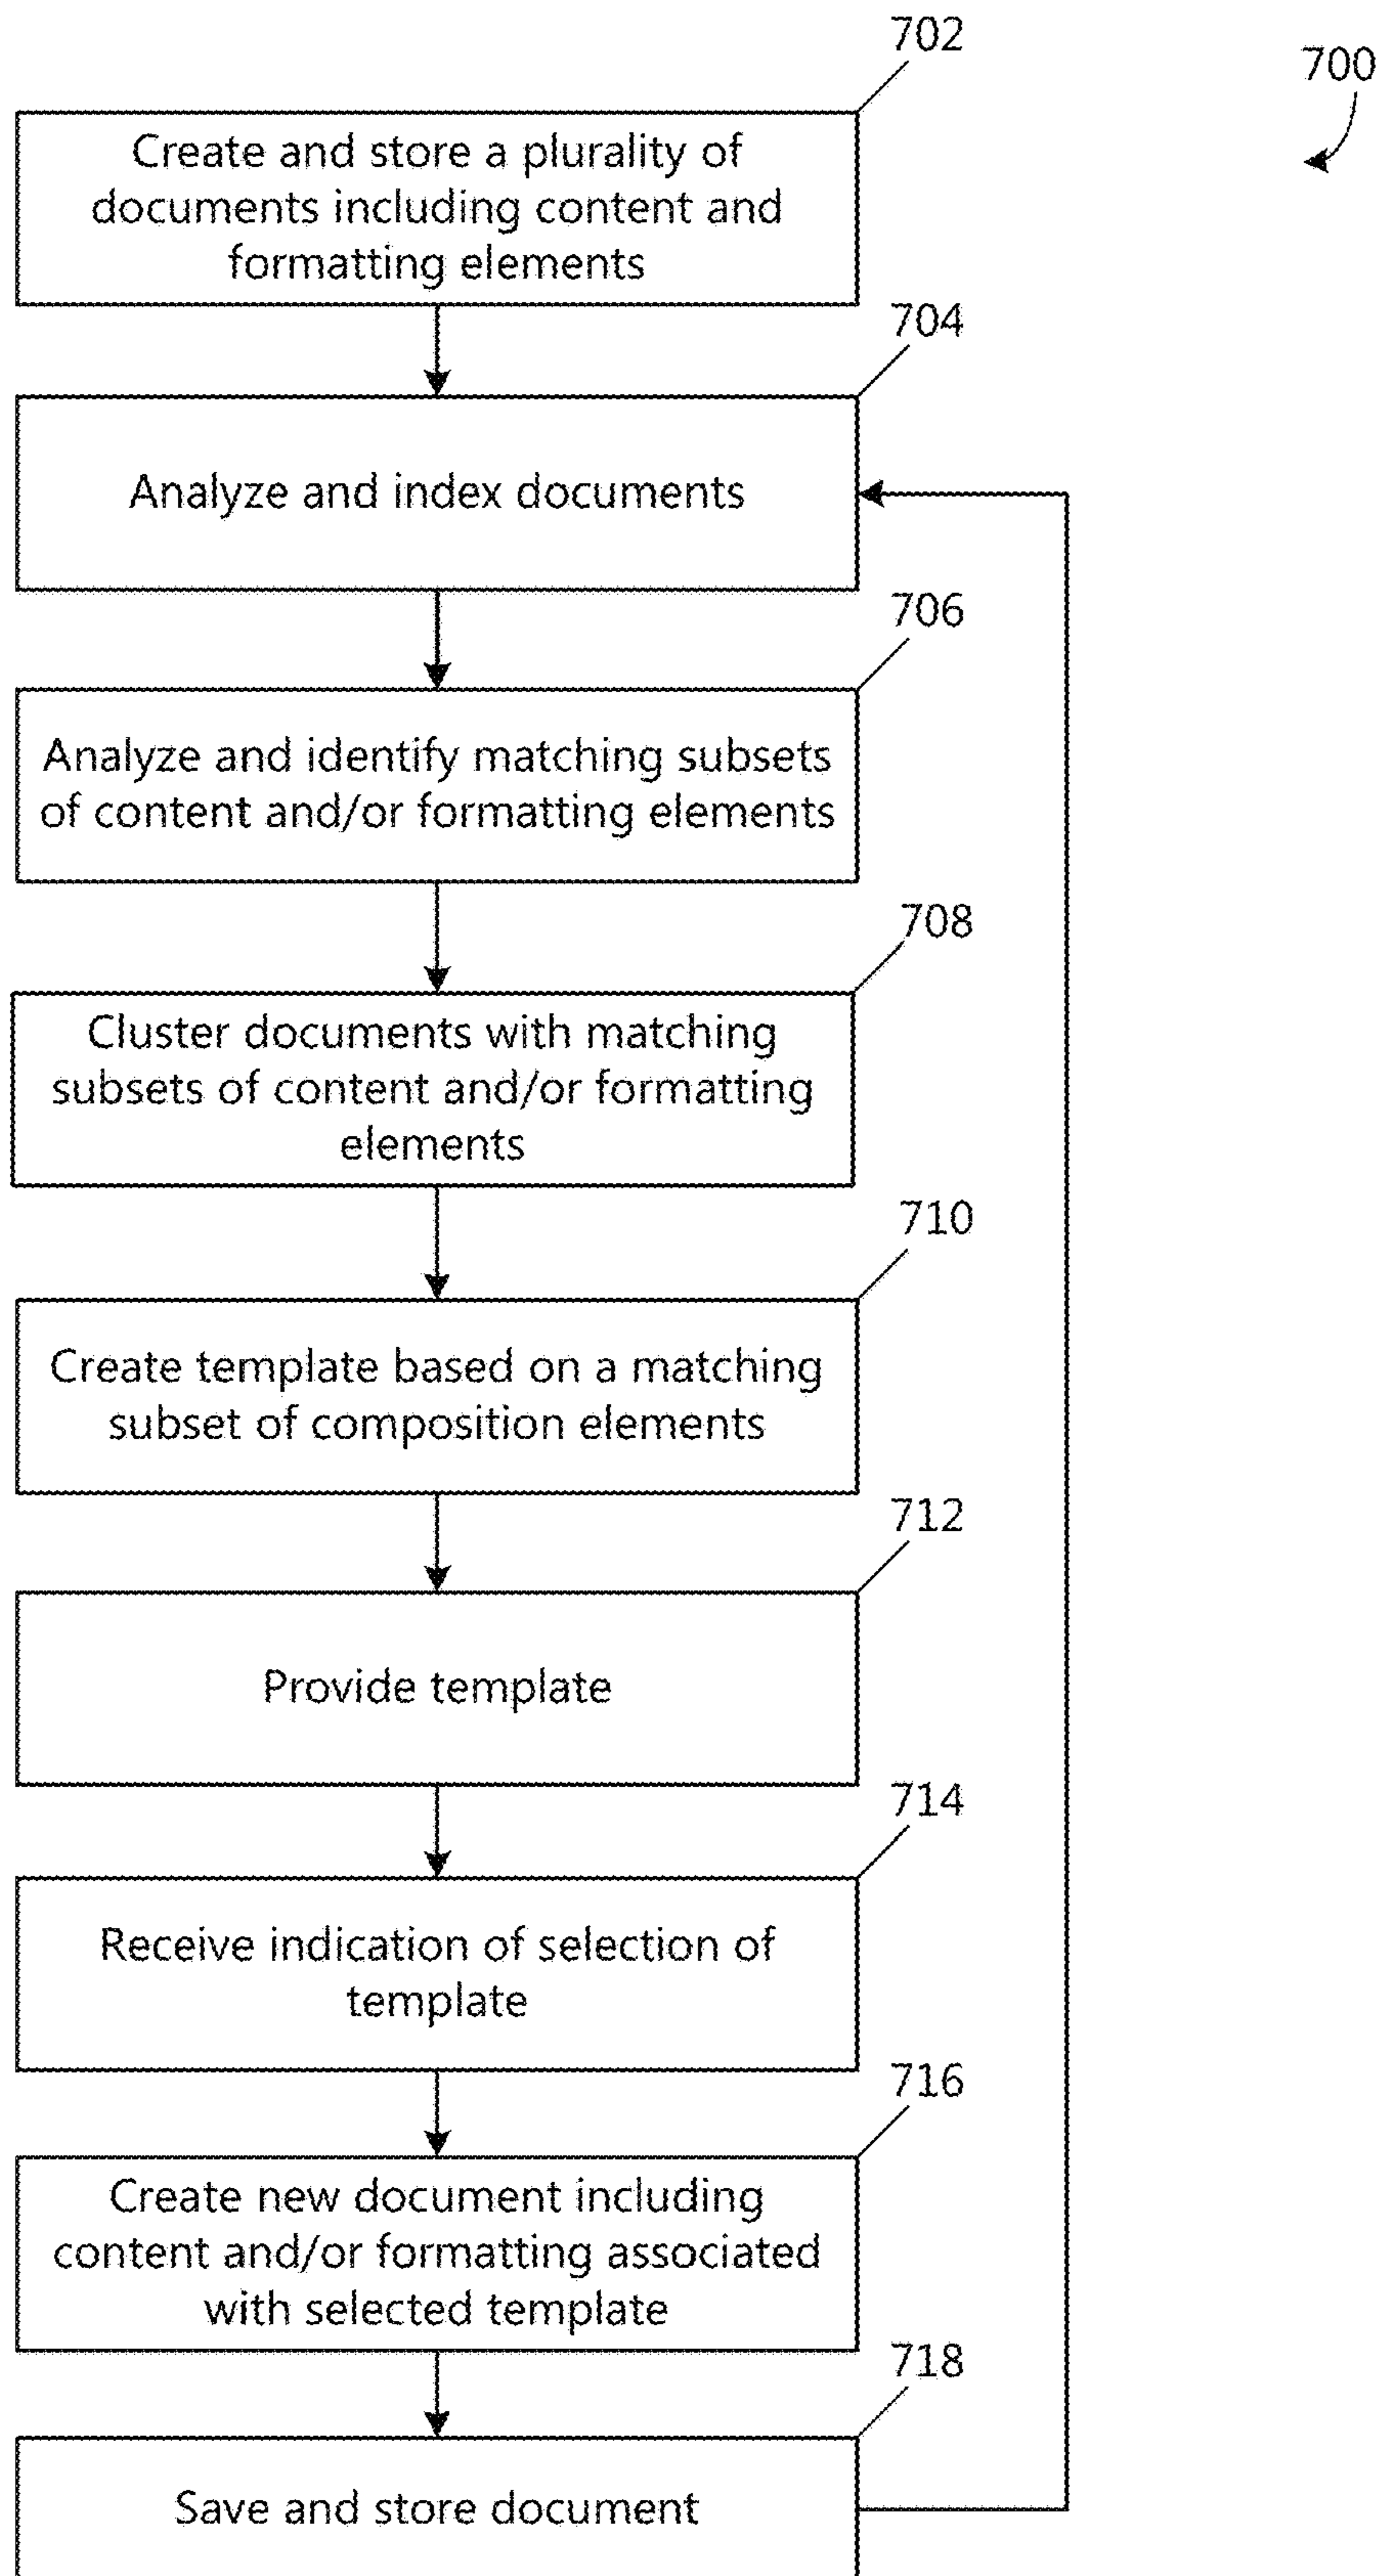 702
700
Create and store a plurality of
documents including content and
formatting elements
704
Analyze and index documents
706
Analyze and identify matching subsets
of content and/or formatting elements
708
Cluster documents with matching
subsets of content and/or formatting
elements
710
Create template based on a matching
subset of composition elements
712
Provide template
714
Receive indication of selection of
template
716
Create new document including
content and/or formatting associated
with selected template
718
Save and store document